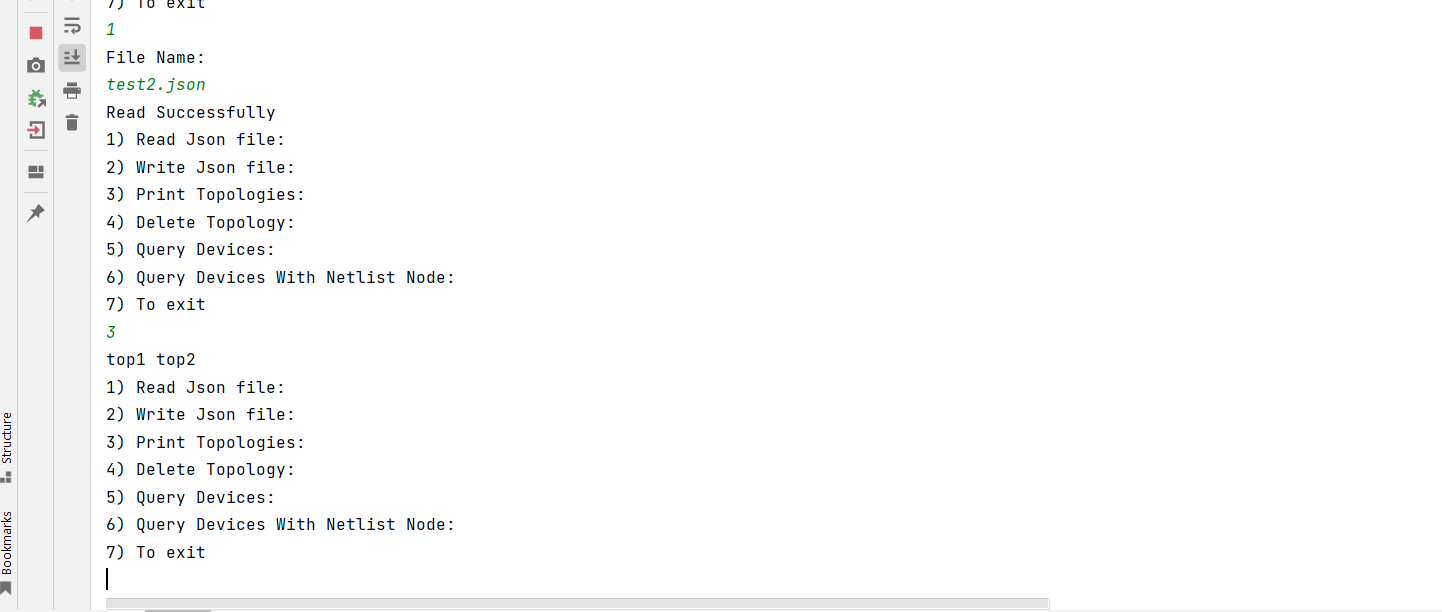 7) To exit
1
File Name:
test2.json
Read Successfully
1) Read Json file:
2) Write Json file:
3) Print Topologies:
4) Delete Topology:
5) Query Devices:
6) Query Devices With Netlist Node:
7) To exit
3
top1 top2
1) Read Json file:
2) Write Json file:
3) Print Topologies:
4) Delete Topology:
5) Query Devices:
6) Query Devices With Netlist Node:
7) To exit
Structure
Bookmarks